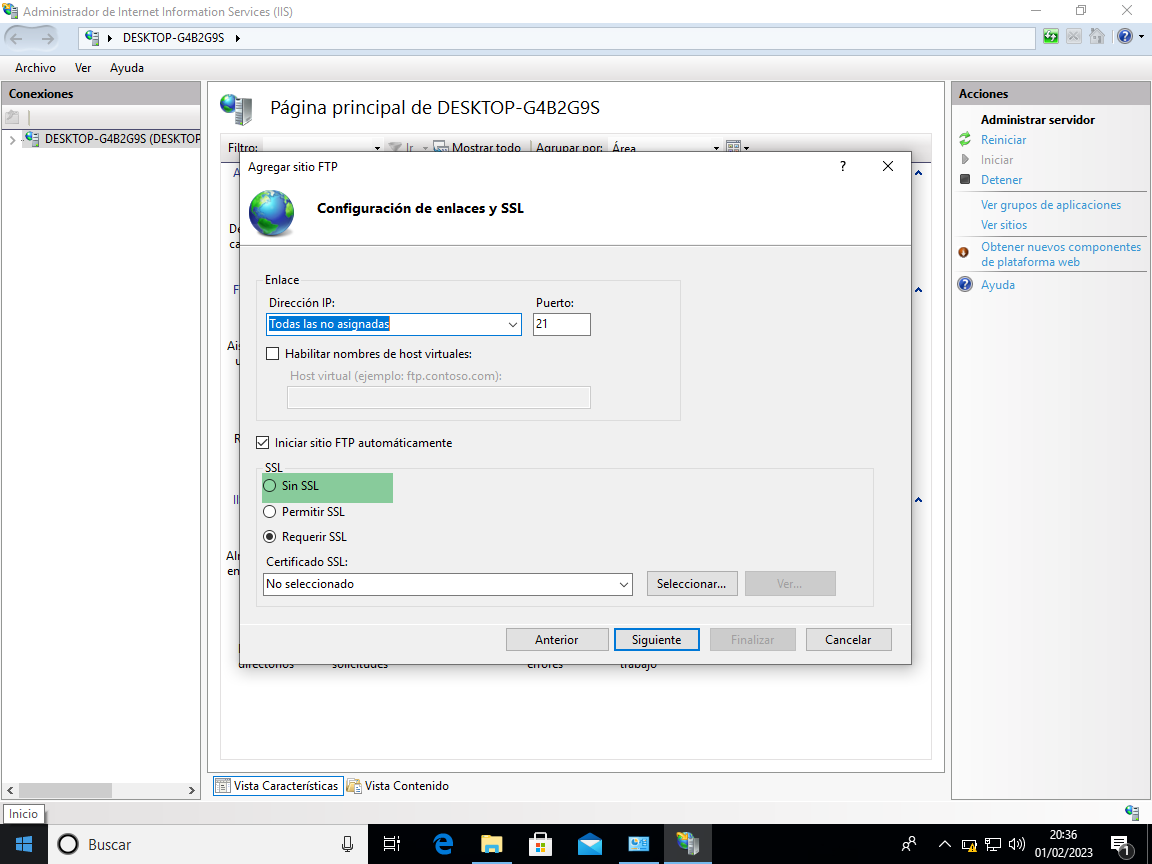 Administrador de Internet Information Services (IIS)
DESKTOP-G4B2G9S
Archivo Ver Ayuda
Conexiones
DESKTOP-G4B2G9S (DESKTOP
Página principal de DESKTOP-G4B2G9S
Filtro: Ir Mostrar todo Agrupar por: Área
Agregar sitio FTP
?
Configuración de enlaces y SSL
Enlace
Dirección IP: Puerto:
Todas las no asignadas 21
Habilitar nombres de host virtuales:
Host virtual (ejemplo: ftp.contoso.com):
Iniciar sitio FTP automáticamente
SSL
Sin SSL
Permitir SSL
Requerir SSL
Certificado SSL:
No seleccionado Seleccionar... Ver...
Anterior Siguiente Finalizar Cancelar
directorios solicitudes errores trabajo
Vista Características Vista Contenido
Acciones
Administrar servidor
Reiniciar
Iniciar
Detener
Ver grupos de aplicaciones
Ver sitios
Obtener nuevos componentes
de plataforma web
Ayuda
Inicio
Buscar
20:36
01/02/2023
1